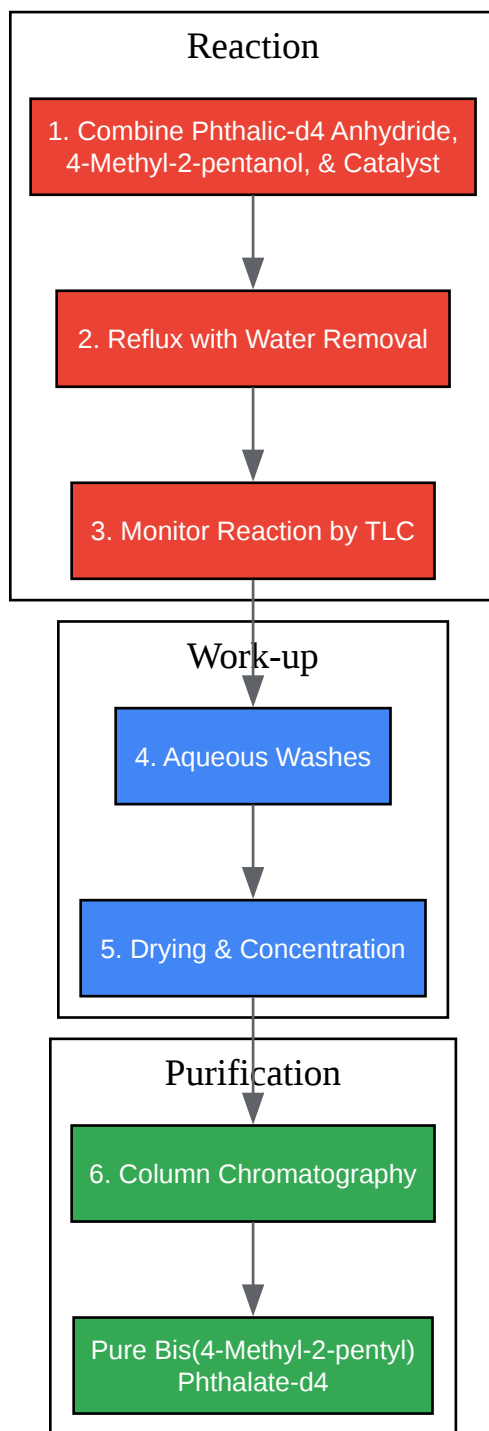 Reaction
1. Combine Phthalic-d4 Anhydride,
4-Methyl-2-pentanol, & Catalyst
2. Reflux with Water Removal
3. Monitor Reaction by TLC
Work-up
4. Aqueous Washes
5. Drying & Concentration
Purification
6. Column Chromatography
Pure Bis(4-Methyl-2-pentyl)
Phthalate-d4